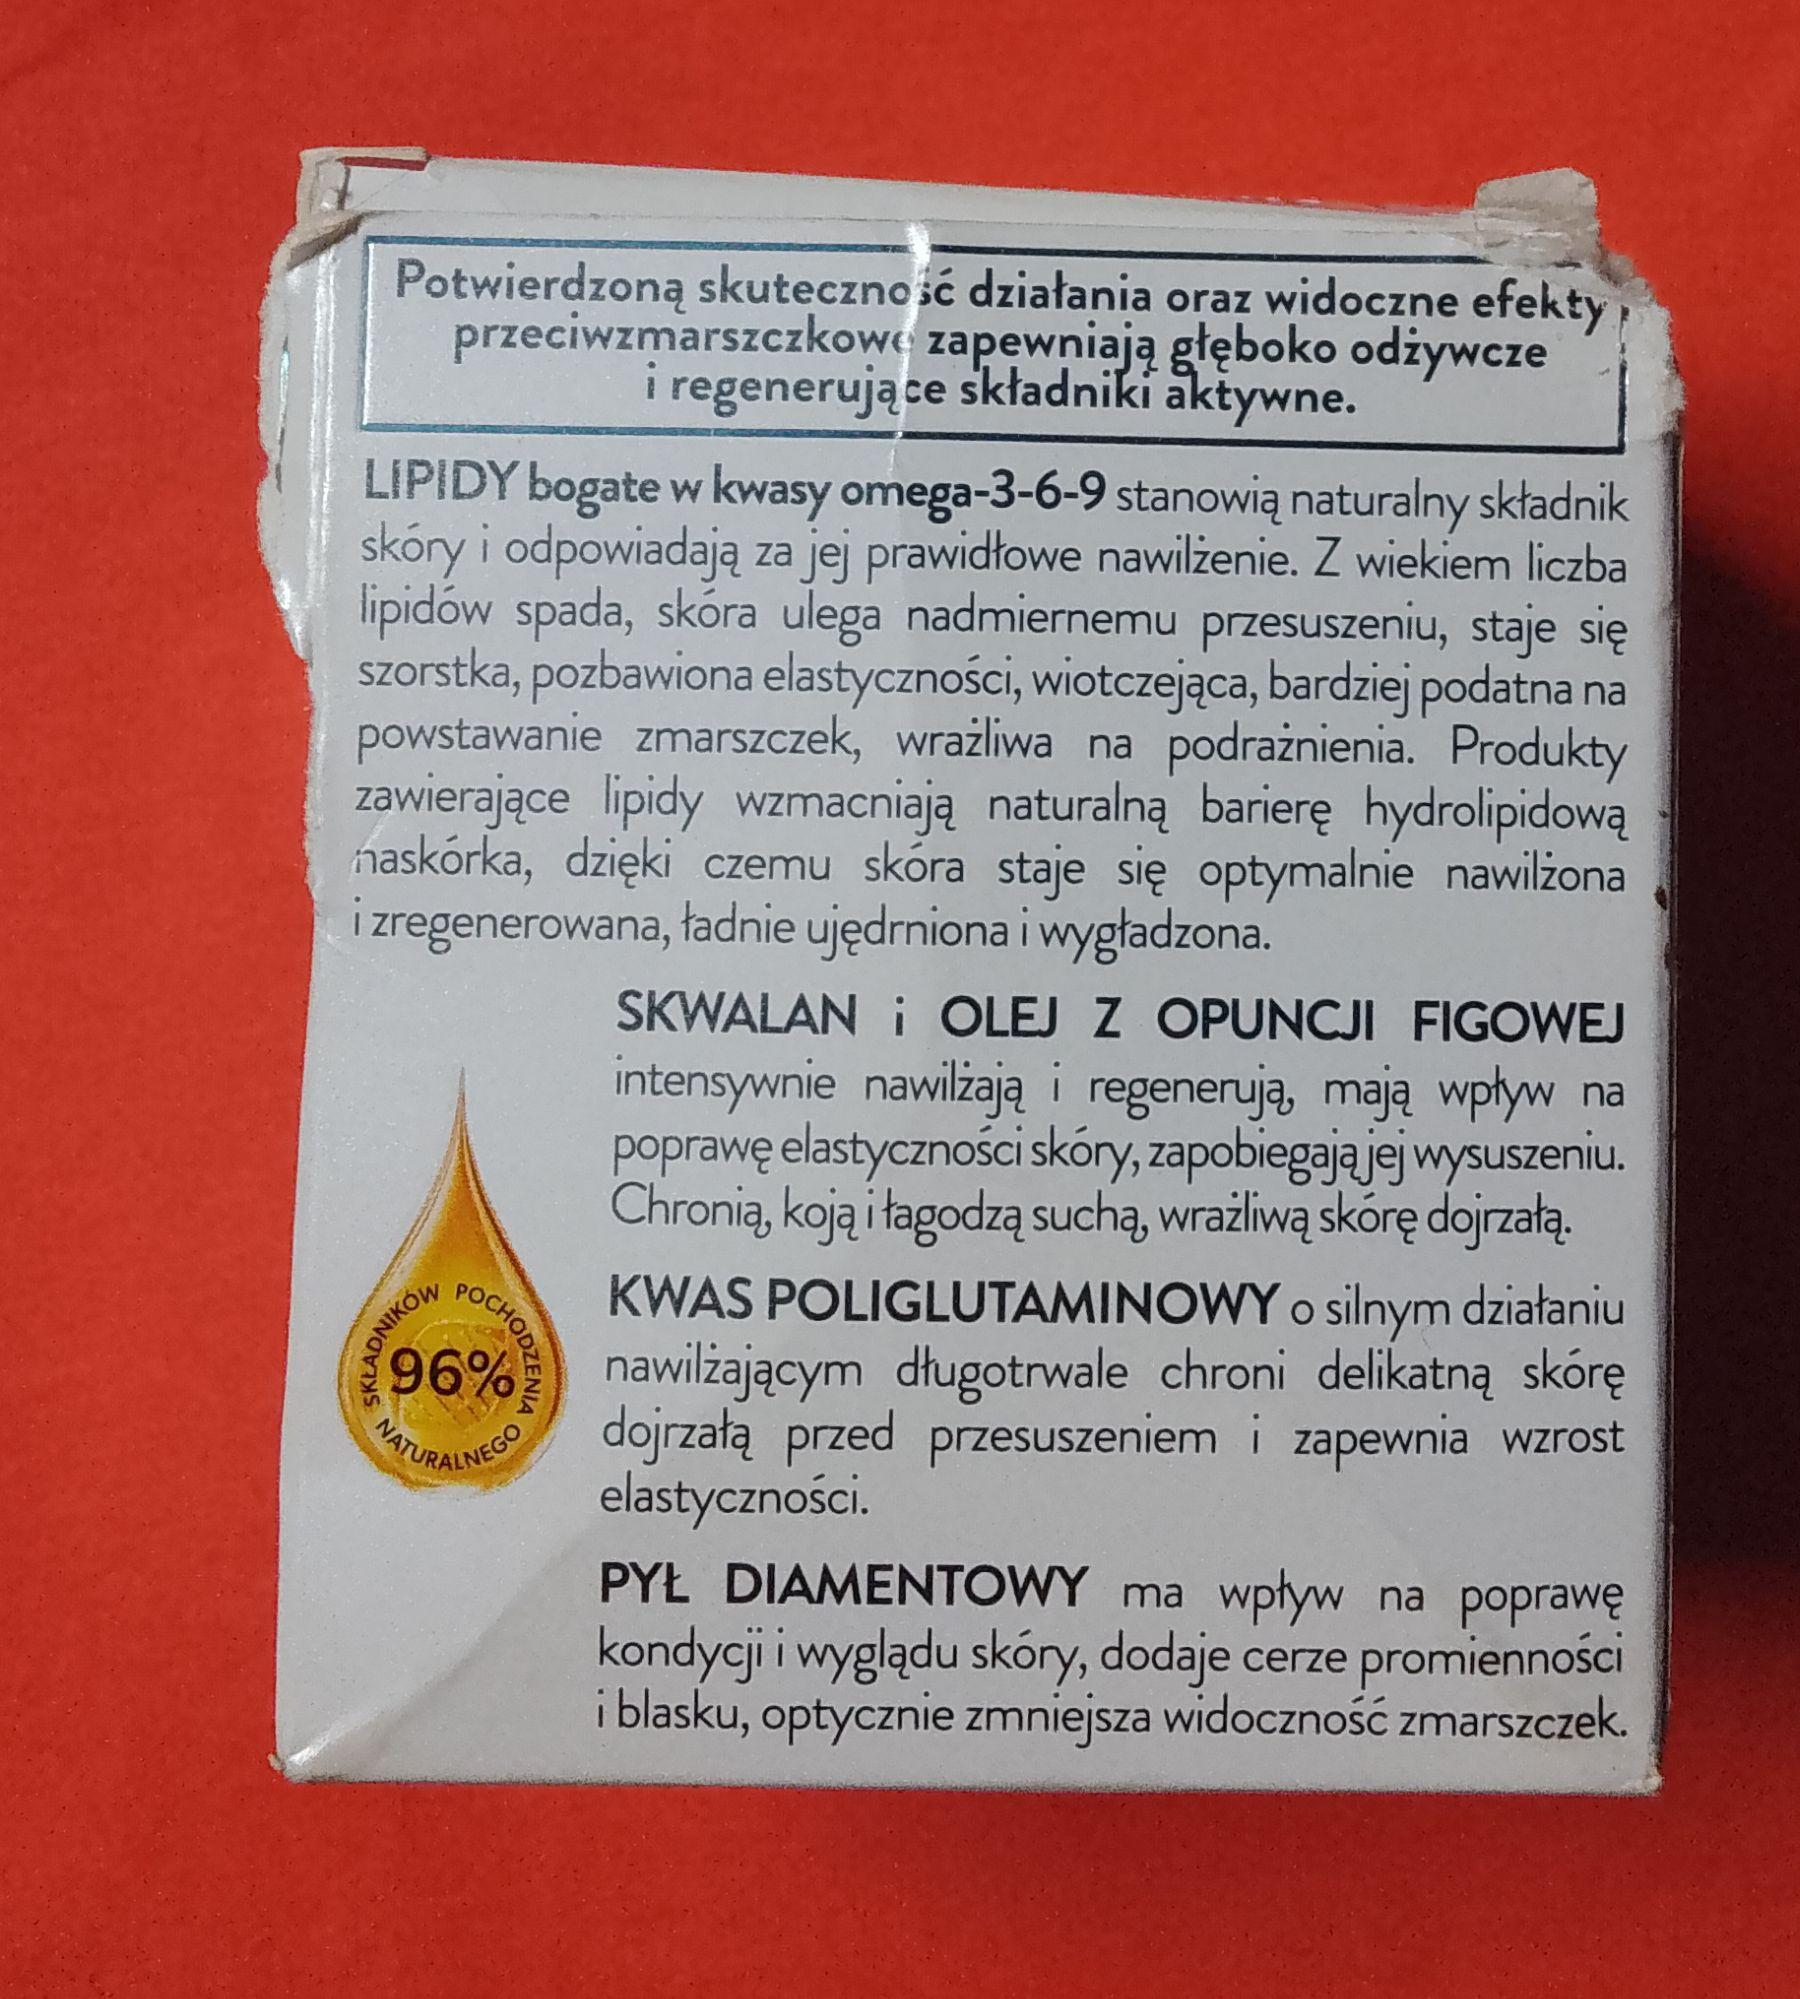 Potwierdzoną skuteczność działania oraz widoczne efekty
przeciwzmarszczkowe zapewniają głęboko odżywcze
i regenerujące składniki aktywne.
LIPIDY bogate w kwasy omega-3-6-9 stanowią naturalny składnik
skóry i odpowiadają za jej prawidłowe nawilżenie. Z wiekiem liczba
lipidów spada, skóra ulega nadmiernemu przesuszeniu, staje się
szorstka, pozbawiona elastyczności, wiotczejąca, bardziej podatna na
powstawanie zmarszczek, wrażliwa na podrażnienia. Produkty
zawierające lipidy wzmacniają naturalną barierę hydrolipidową
naskórka, dzięki czemu skóra staje się optymalnie nawilżona
i zregenerowana, ładnie ujędrniona i wygładzona.
SKWALAN i OLEJ Z OPUNCJI FIGOWEJ
intensywnie nawilżają i regenerują, mają wpływ na
poprawę elastyczności skóry, zapobiegają jej wysuszeniu.
Chronią, koją i łagodzą suchą, wrażliwą skórę dojrzałą.
KWAS POLIGLUTAMINOWY o silnym działaniu
nawilżającym długotrwale chroni delikatną skórę
dojrzałą przed przesuszeniem i zapewnia wzrost
elastyczności.
PYŁ DIAMENTOWY ma wpływ na poprawę
kondycji i wyglądu skóry, dodaje cerze promienności
i blasku, optycznie zmniejsza widoczność zmarszczek.
96%
SKŁADNIKÓW POCHODZENIA
NATURALNEGO